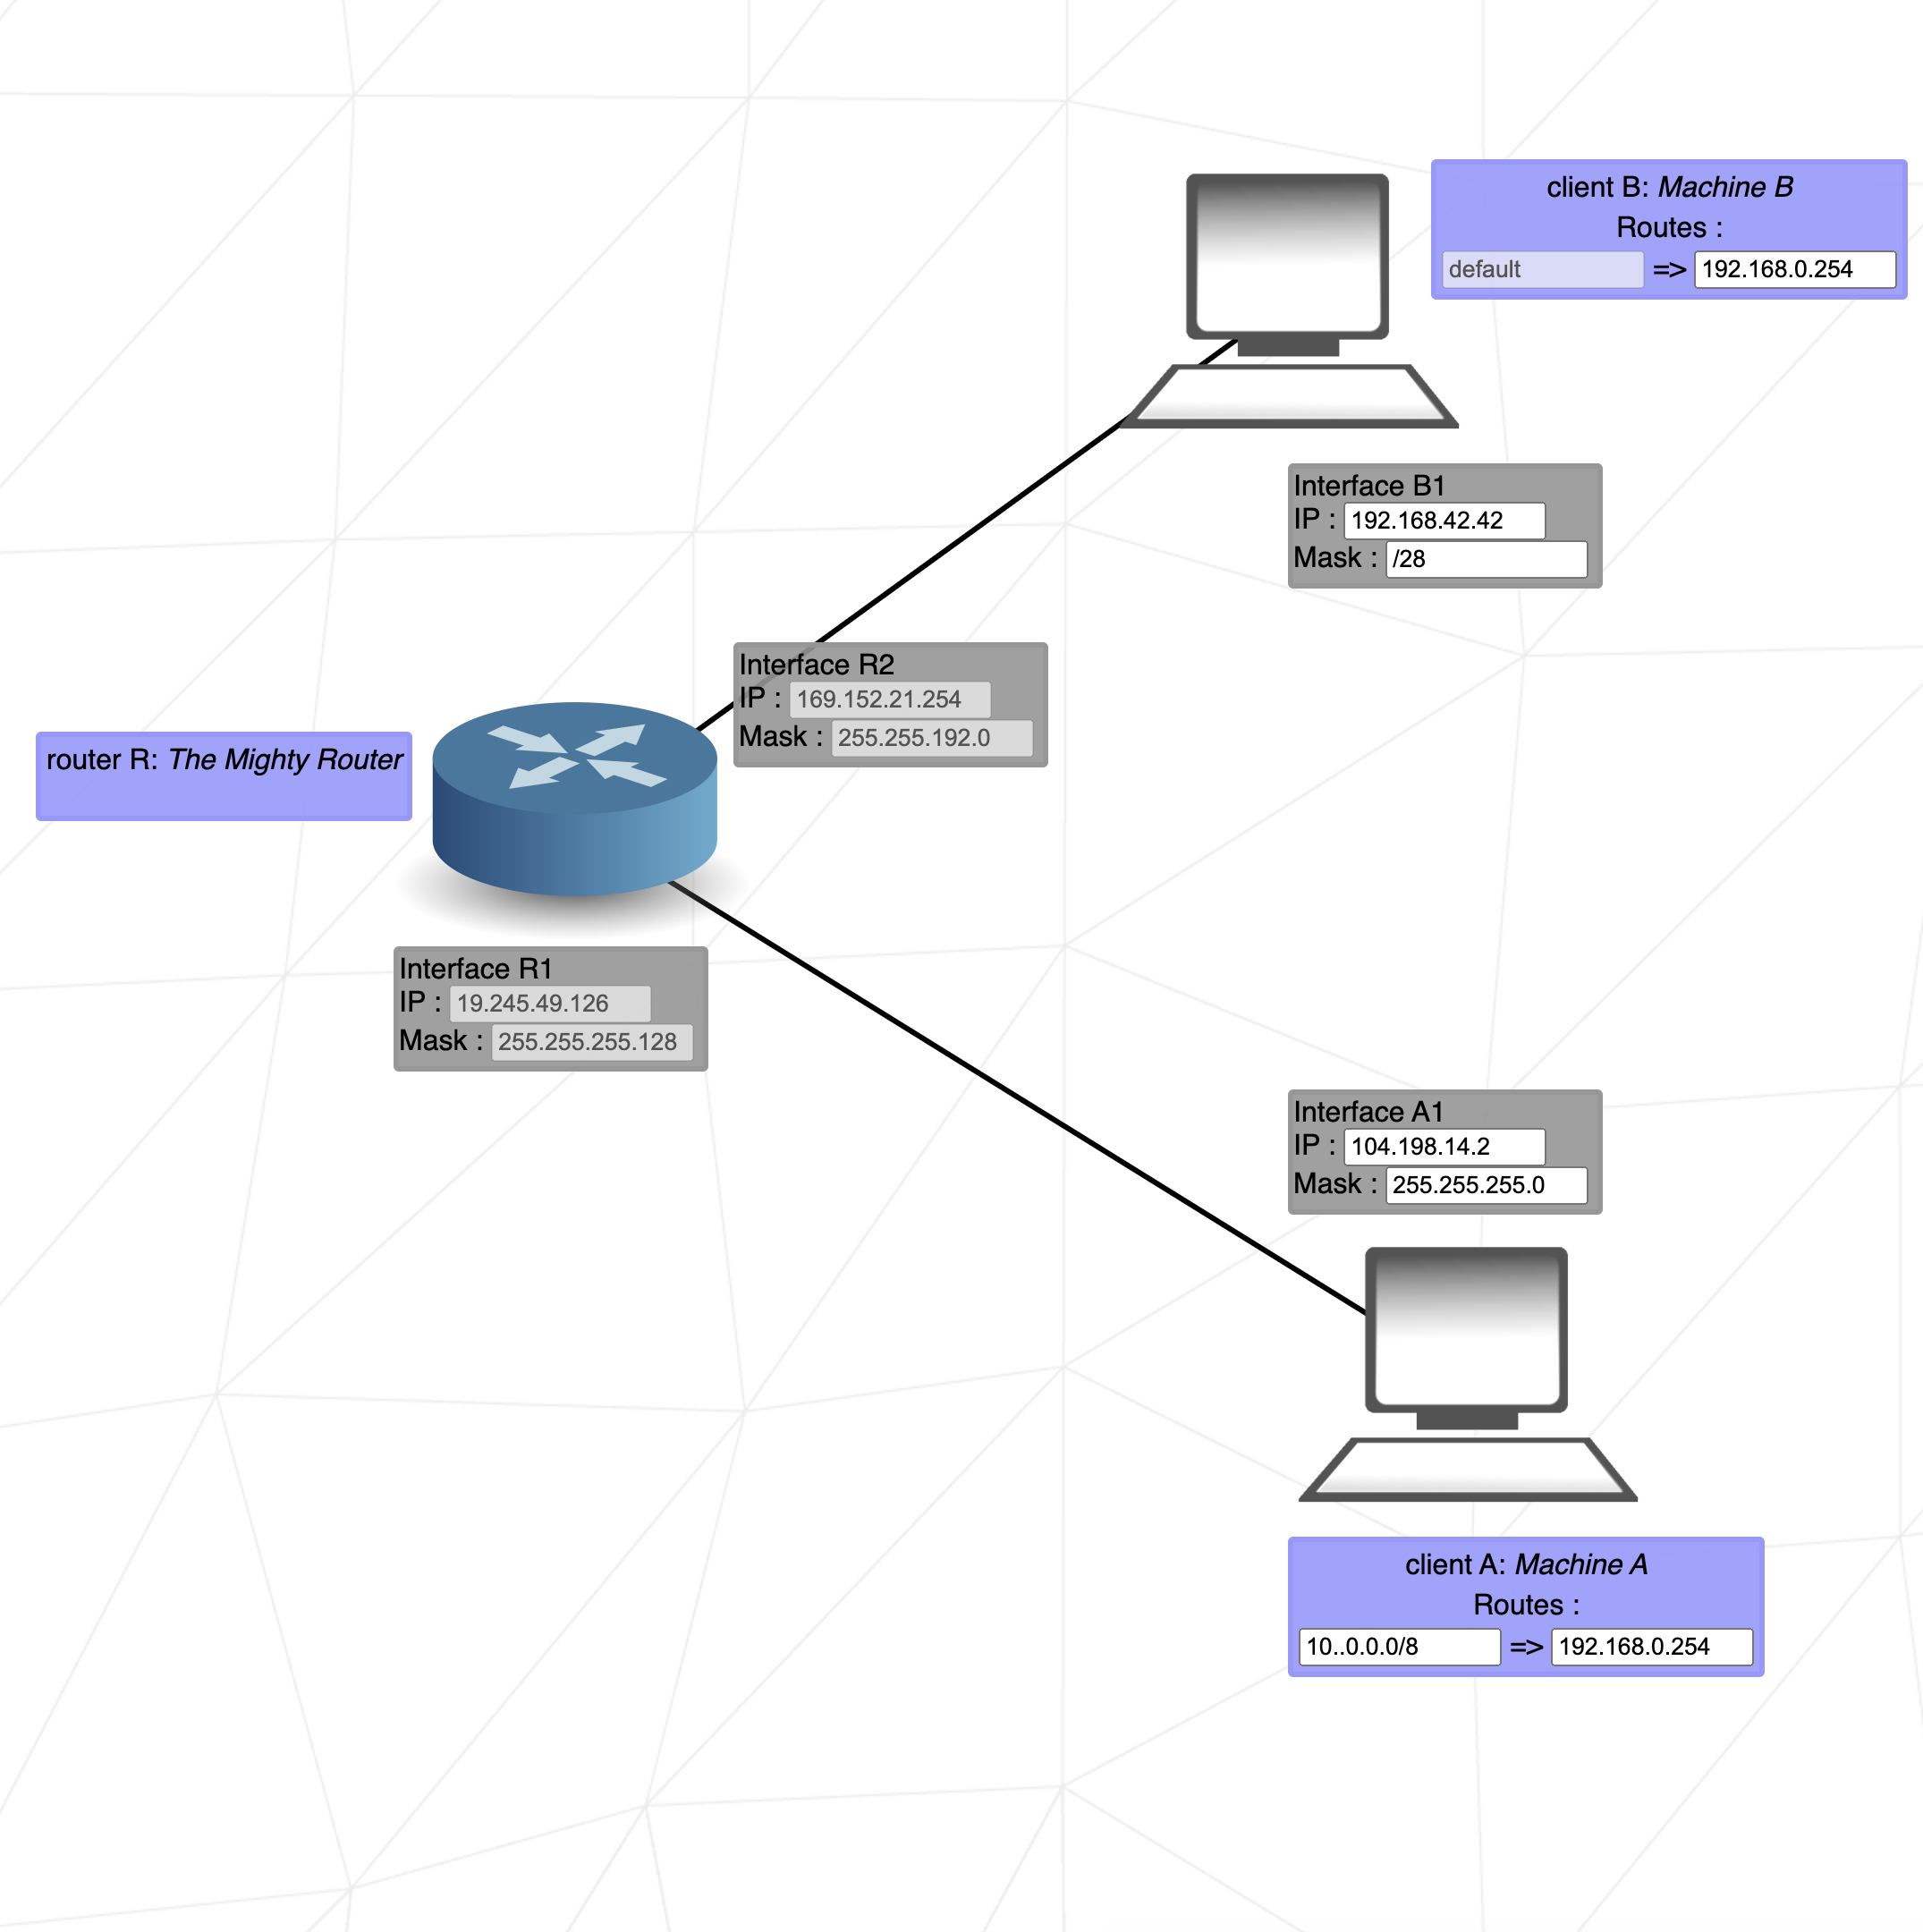 client B: Machine B
Routes :
default => 192.168.0.254
Interface B1
IP : 192.168.42.42
Mask : /28
Interface R2
IP : 169.152.21.254
Mask : 255.255.192.0
router R: The Mighty Router
Interface R1
IP : 19.245.49.126
Mask : 255.255.255.128
Interface A1
IP : 104.198.14.2
Mask : 255.255.255.0
client A: Machine A
Routes :
10..0.0.0/8 => 192.168.0.254